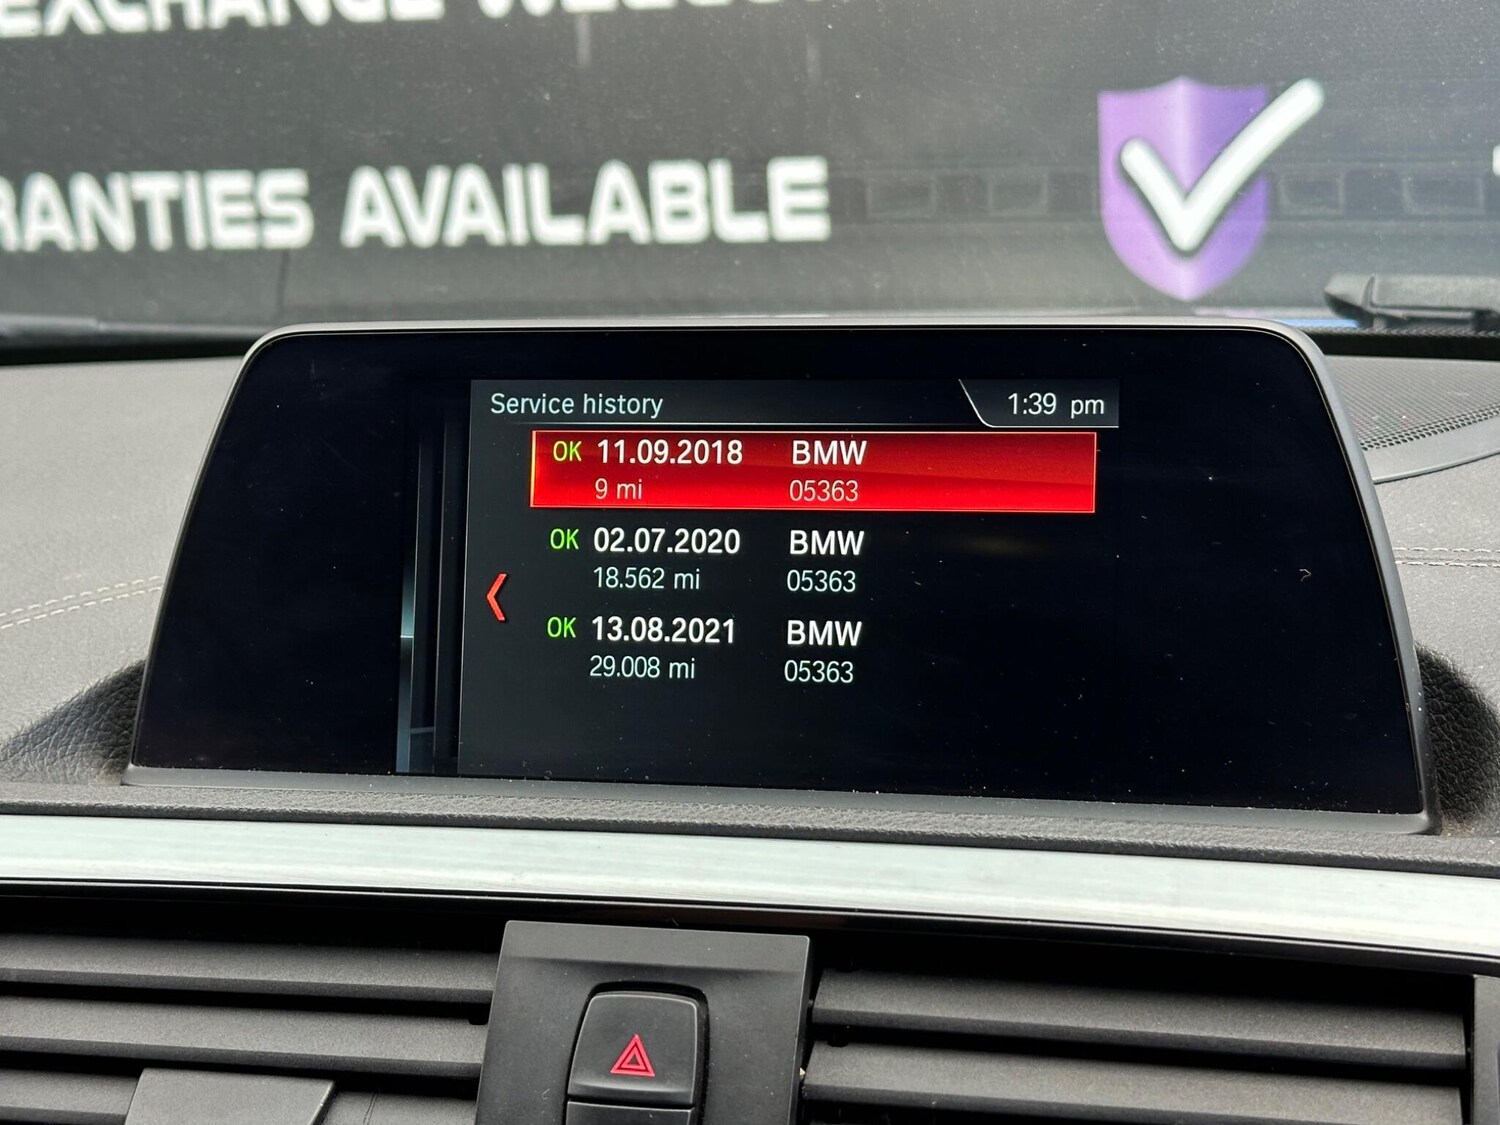 EXCHANGE
RANTIES AVAILABLE
Service history
1:39 pm
OK 11.09.2018 BMW
9 mi 05363
OK 02.07.2020 BMW
18.562 mi 05363
OK 13.08.2021 BMW
29.008 mi 05363